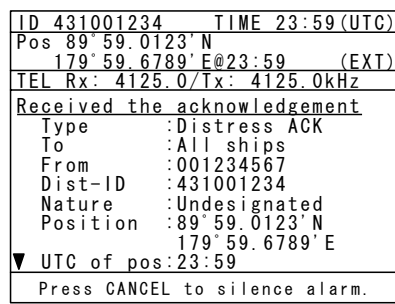 ID 431001234 TIME 23:59(UTC)
Pos 89°59.0123'N
179°59.6789'E@23:59 (EXT)
TEL Rx: 4125.0/Tx: 4125.0kHz
Received the acknowledgement
Type :Distress ACK
To :All ships
From :001234567
Dist-ID :431001234
Nature :Undesignated
Position :89°59.0123'N
179°59.6789'E
▼ UTC of pos:23:59
Press CANCEL to silence alarm.